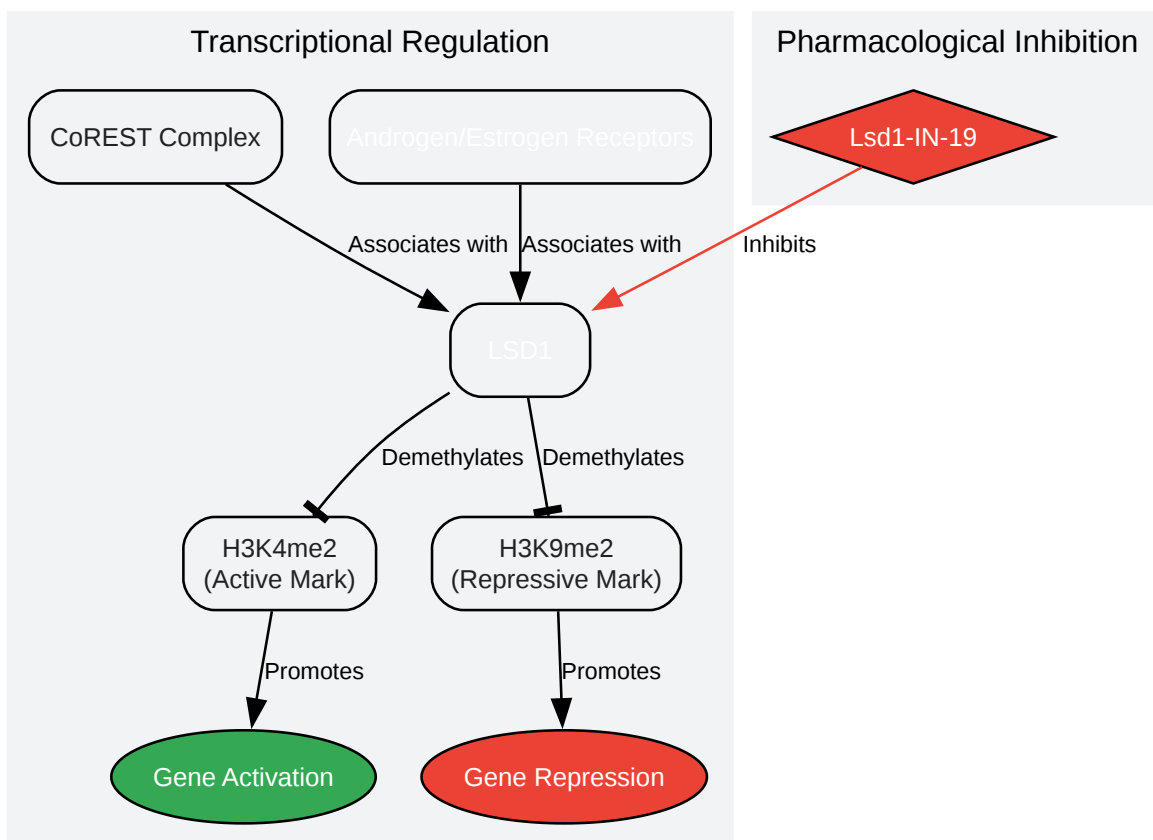 Transcriptional Regulation
Pharmacological Inhibition
CoREST Complex
Androgen/Estrogen Receptors
Lsd1-IN-19
Associates with
Associates with
Inhibits
LSD1
Demethylates
Demethylates
H3K4me2
(Active Mark)
H3K9me2
(Repressive Mark)
Promotes
Promotes
Gene Activation
Gene Repression